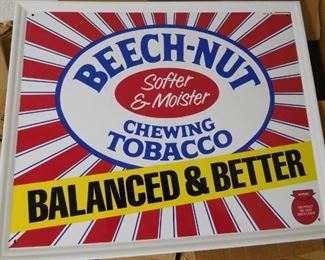 BEECH-NUT
Softer
& Moister
CHEWING
TOBACCO
BALANCED & BETTER